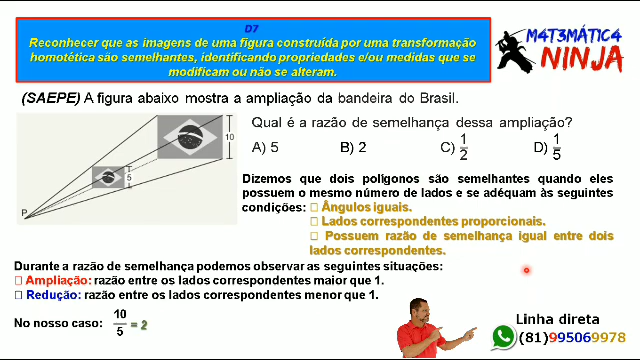 D7
Reconhecer que as imagens de uma figura construída por uma transformação
homotética são semelhantes, identificando propriedades e/ou medidas que se
modificam ou não se alteram.
M4T3MÁTIC4
NINJA
(SAEPE) A figura abaixo mostra a ampliação da bandeira do Brasil.
Qual é a razão de semelhança dessa ampliação?
A) 5 B) 2 C) 1/2 D) 1/5
10
5
P
Dizemos que dois polígonos são semelhantes quando eles
possuem o mesmo número de lados e se adéquam às seguintes
condições: □ Ângulos iguais.
□ Lados correspondentes proporcionais.
□ Possuem razão de semelhança igual entre dois
lados correspondentes.
Durante a razão de semelhança podemos observar as seguintes situações:
□ Ampliação: razão entre os lados correspondentes maior que 1.
□ Redução: razão entre os lados correspondentes menor que 1.
No nosso caso: 10/5 = 2
Linha direta
(81)995069978